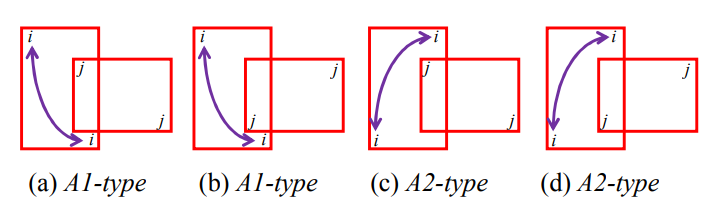 i i i i
j j j j
j i j i j i j i j
(a) A1-type (b) A1-type (c) A2-type (d) A2-type